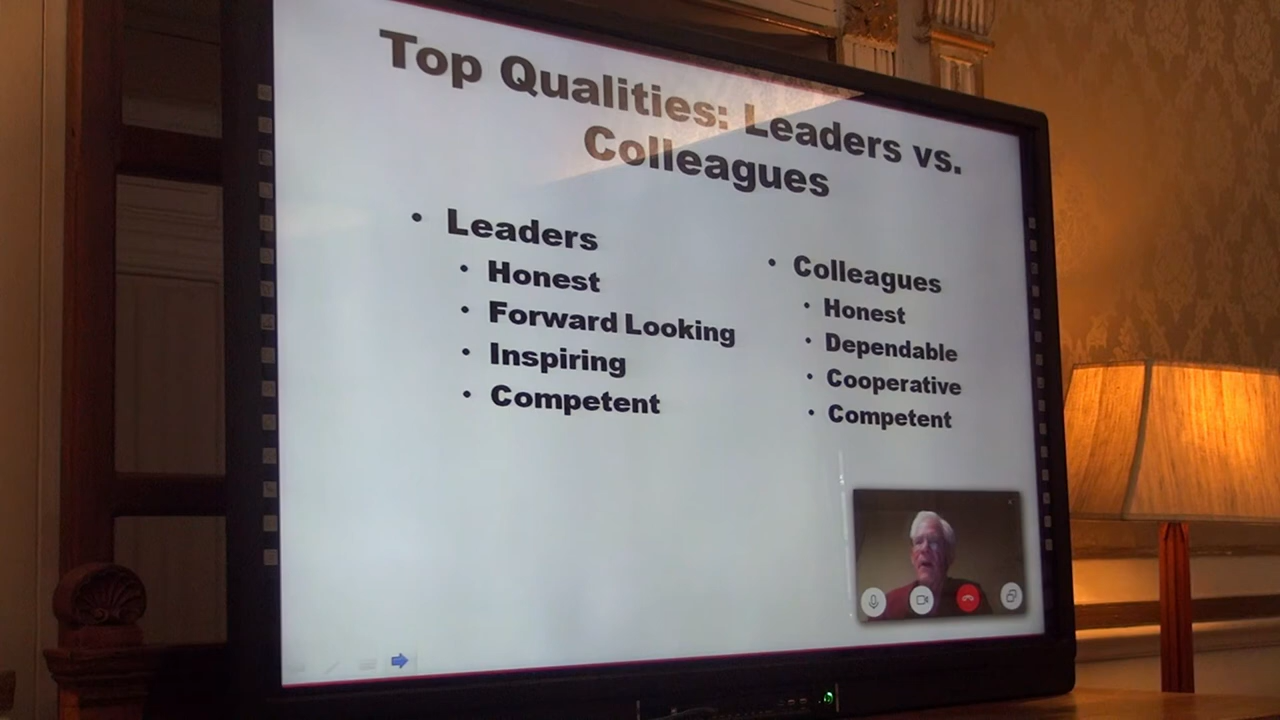 Top Qualities: Leaders vs.
Colleagues
• Leaders
• Honest
• Forward Looking
• Inspiring
• Competent
• Colleagues
• Honest
• Dependable
• Cooperative
• Competent